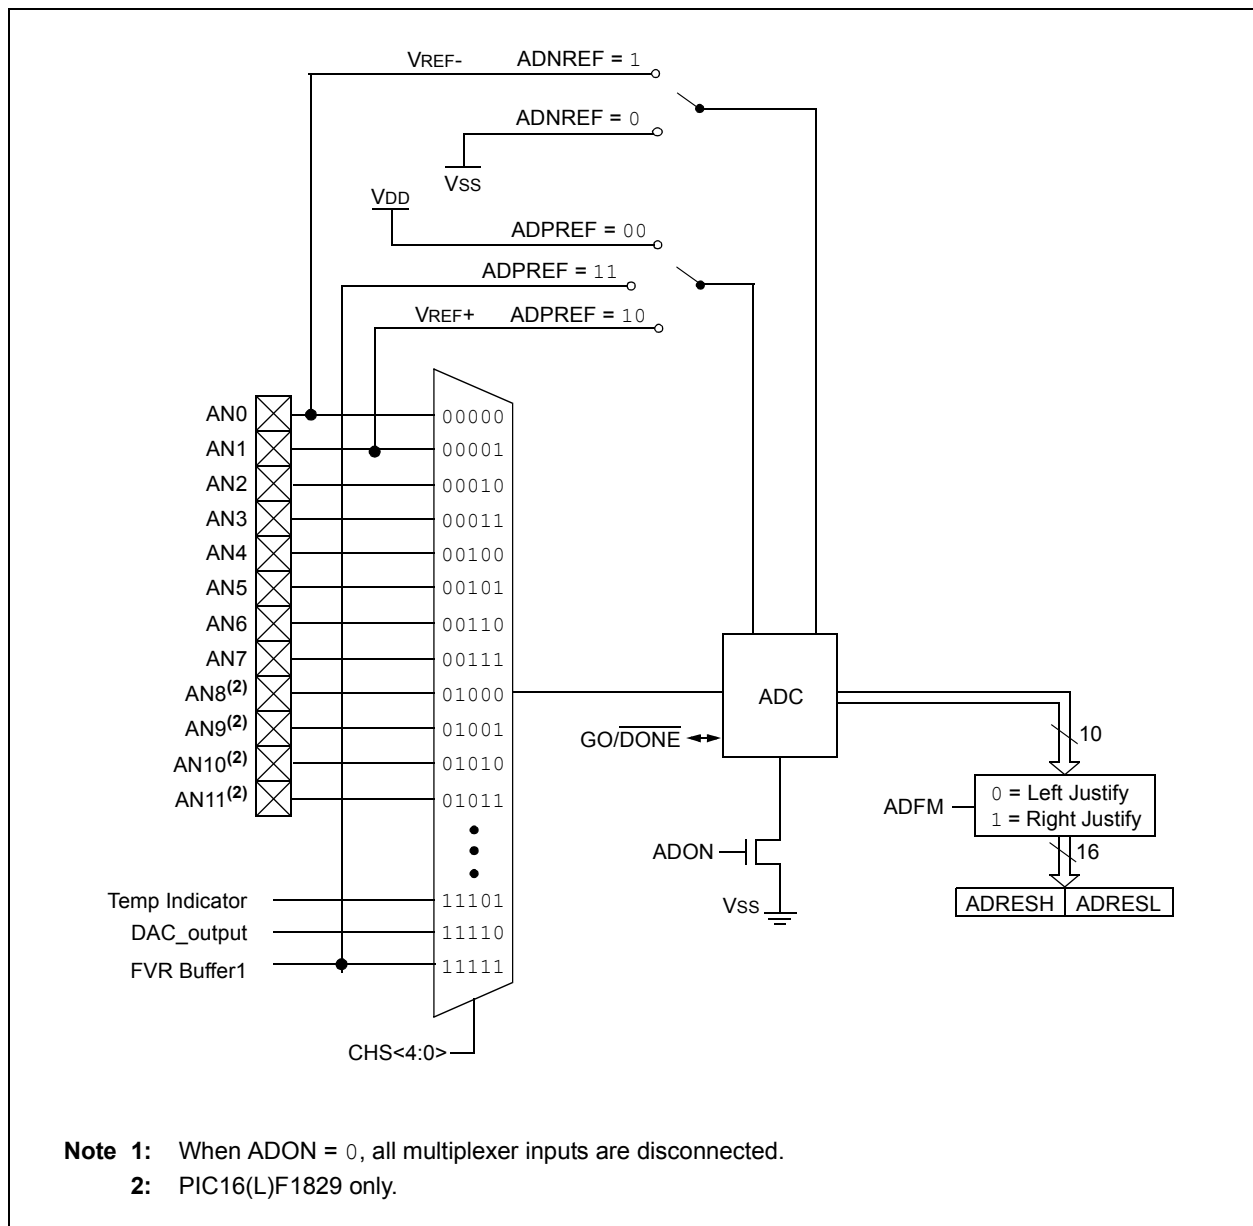 VREF- ADNREF = 1
ADNREF = 0
VSS
VDD
ADPREF = 00
ADPREF = 11
VREF+ ADPREF = 10
AN0 00000
AN1 00001
AN2 00010
AN3 00011
AN4 00100
AN5 00101
AN6 00110
AN7 00111
AN8(2) 01000
AN9(2) 01001
AN10(2) 01010
AN11(2) 01011
Temp Indicator 11101
DAC_output 11110
FVR Buffer1 11111
CHS<4:0>
ADC
GO/DONE
ADON
VSS
10
ADFM
0 = Left Justify
1 = Right Justify
16
ADRESH ADRESL
Note 1: When ADON = 0, all multiplexer inputs are disconnected.
2: PIC16(L)F1829 only.